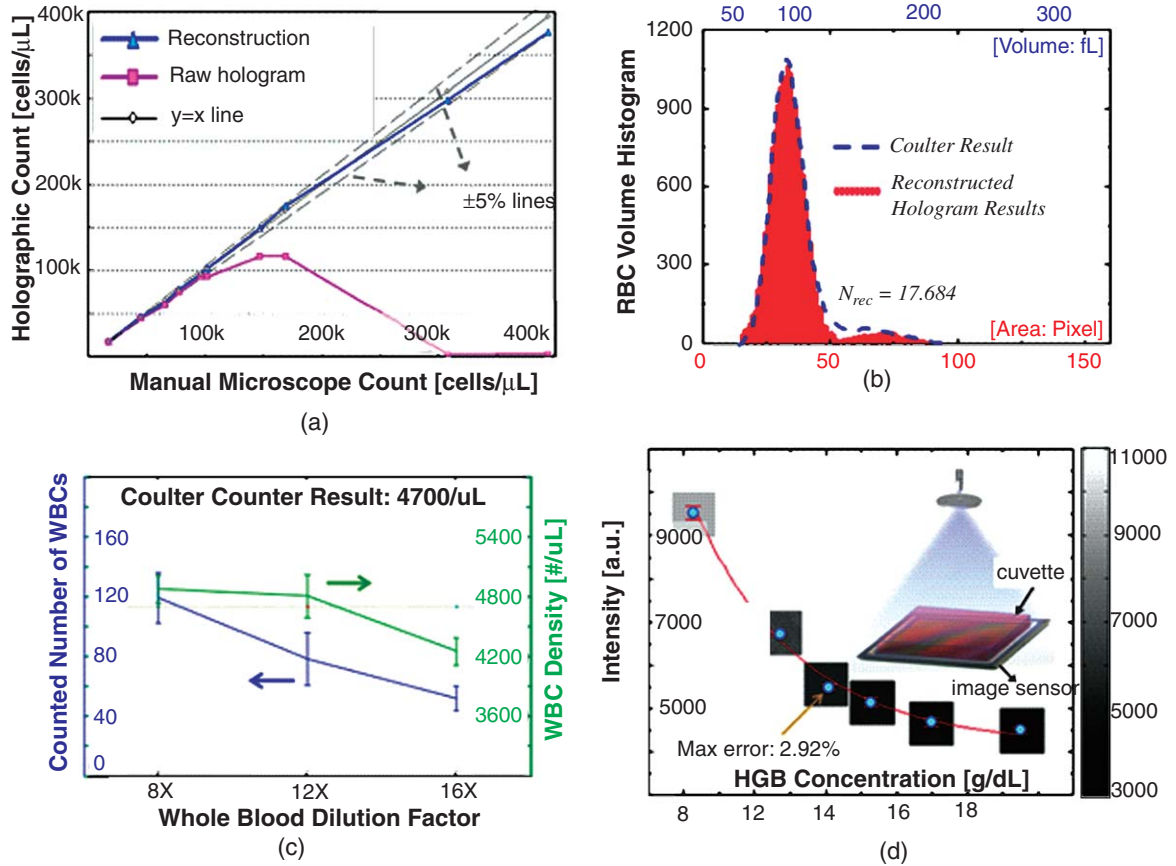 400k
300k
200k
100k
Holographic Count [cells/μL]
Reconstruction
Raw hologram
y=x line
±5% lines
100k 200k 300k 400k
Manual Microscope Count [cells/μL]
(a)
50 100 200 300
[Volume: fL]
1200
900
600
300
0
RBC Volume Histogram
Coulter Result
Reconstructed
Hologram Results
N_rec = 17.684
[Area: Pixel]
0 50 100 150
(b)
Coulter Counter Result: 4700/uL
Counted Number of WBCs
160
120
80
40
0
5400
4800
4200
3600
WBC Density [#/uL]
8X 12X 16X
Whole Blood Dilution Factor
(c)
Intensity [a.u.]
9000
7000
5000
cuvette
image sensor
Max error: 2.92%
HGB Concentration [g/dL]
8 12 14 16 18
11000
9000
7000
5000
3000
(d)